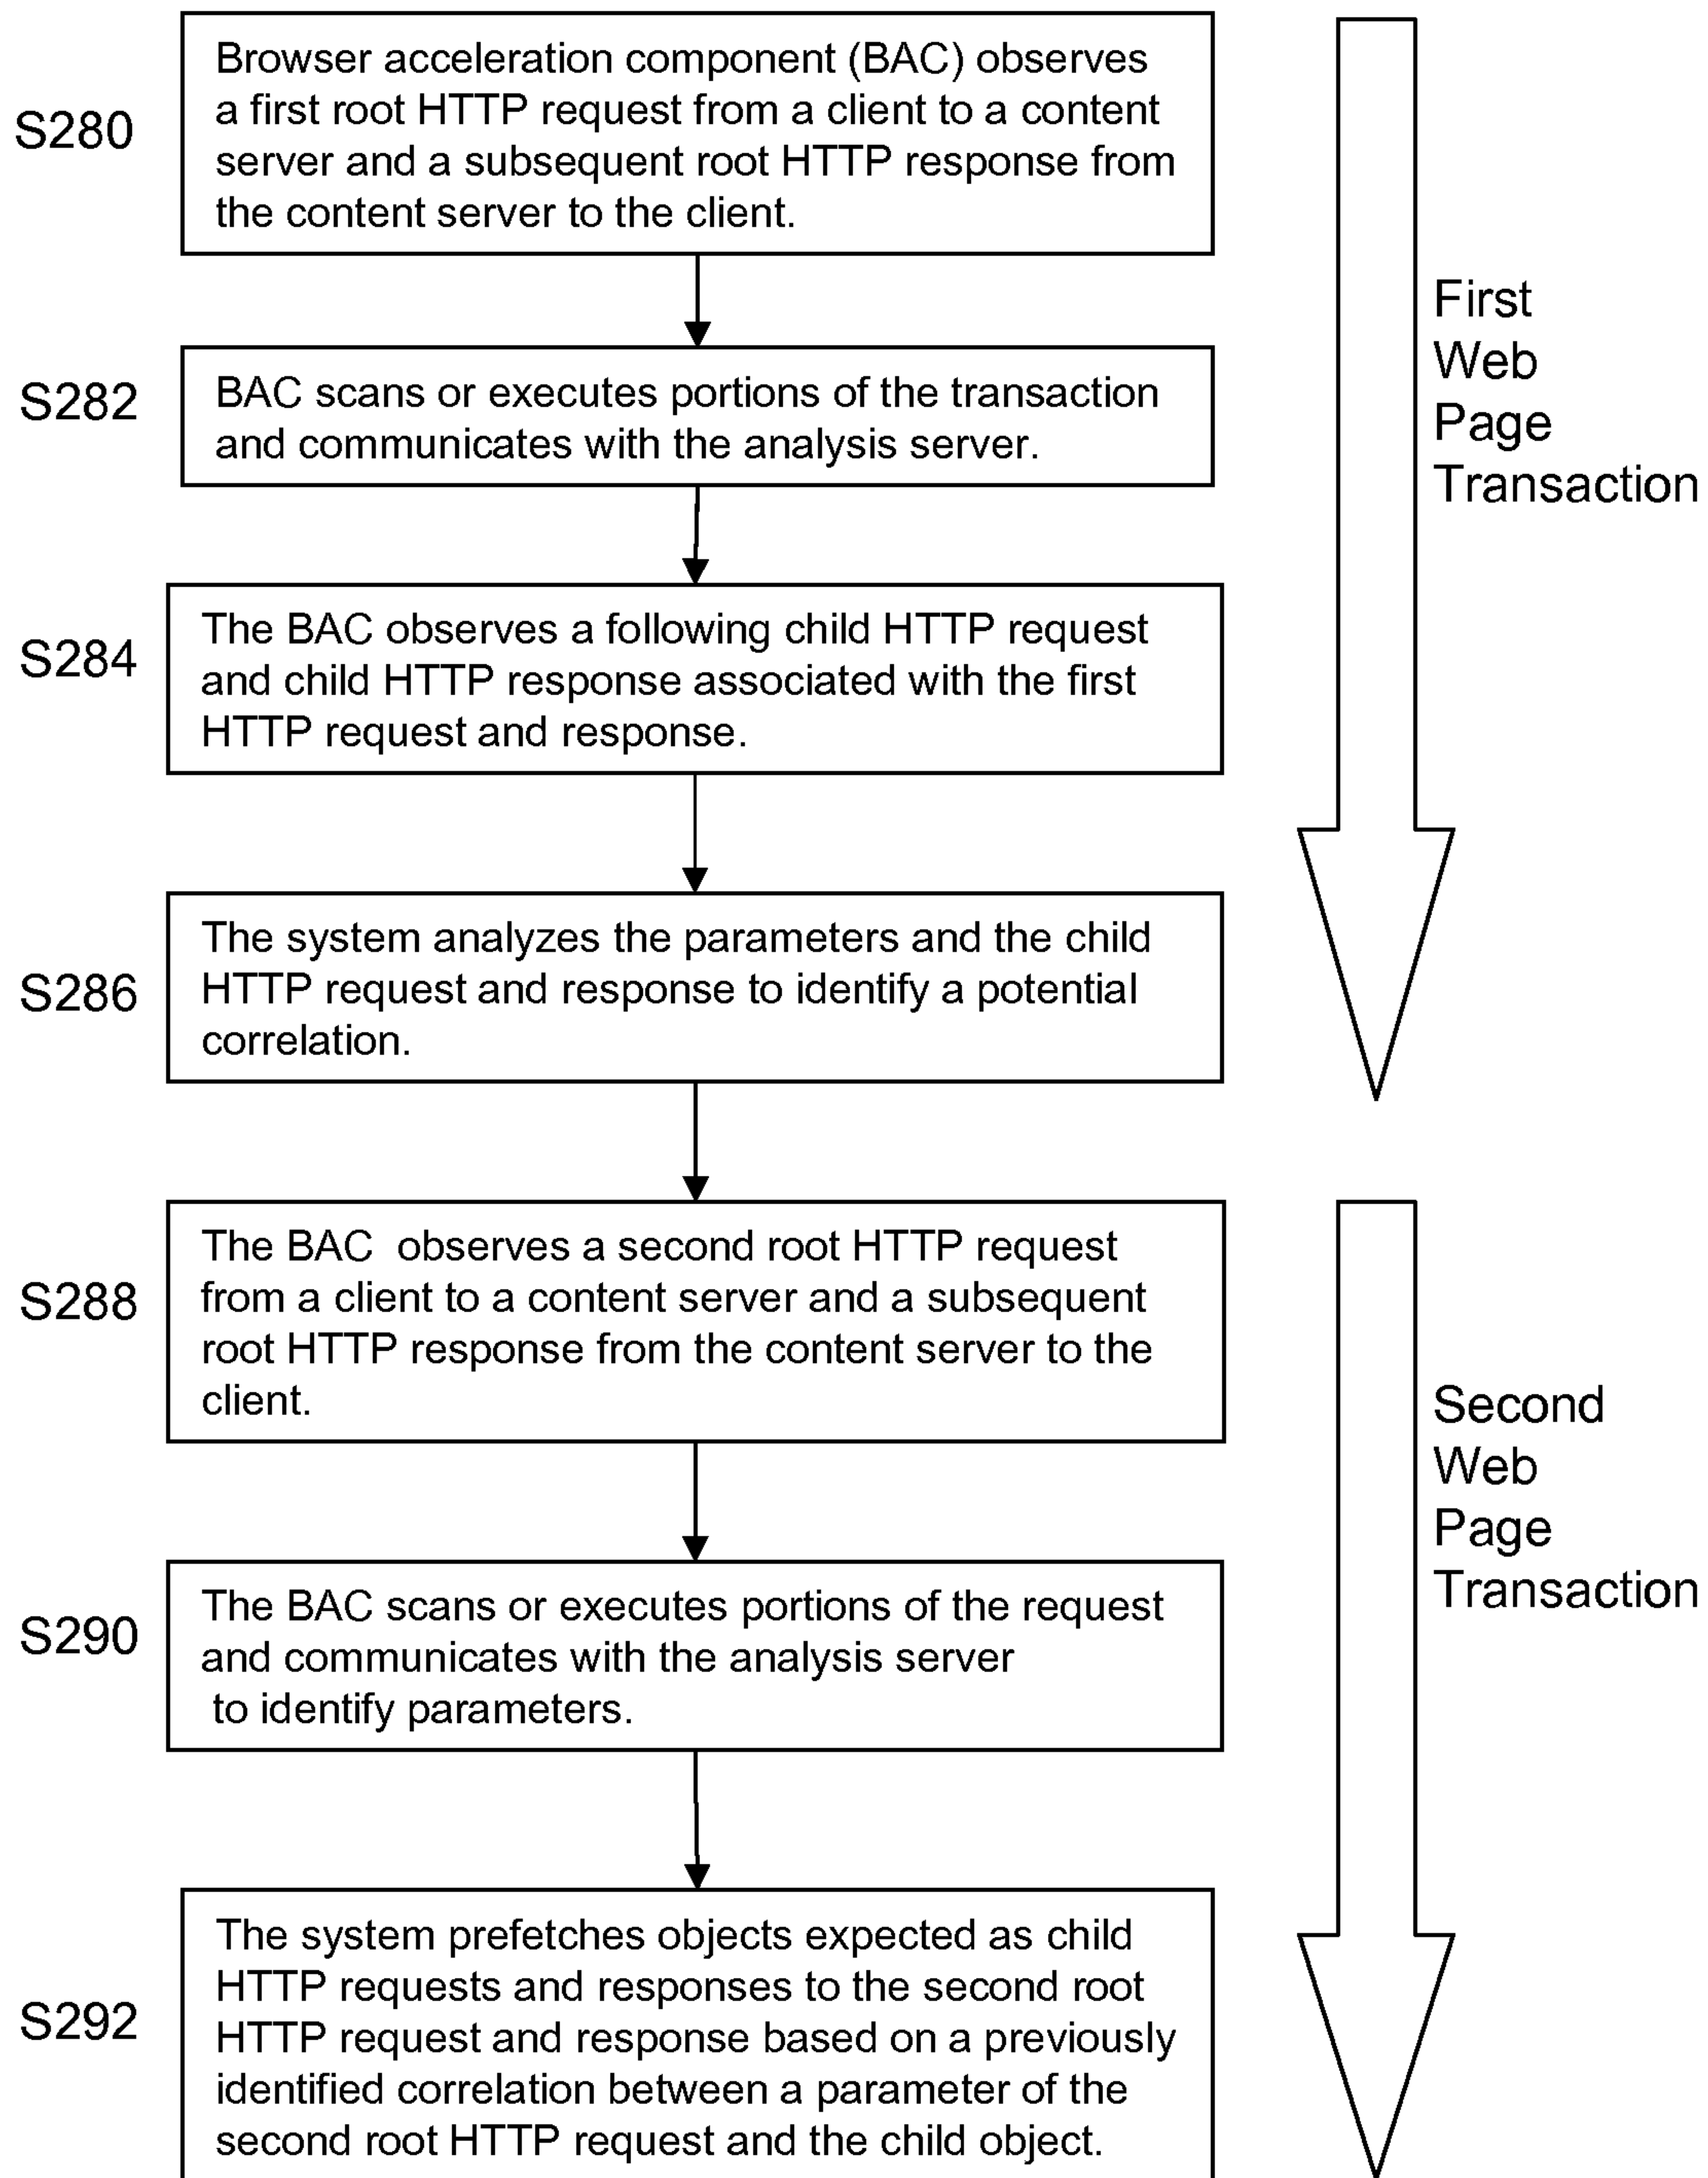 S280
Browser acceleration component (BAC) observes
a first root HTTP request from a client to a content
server and a subsequent root HTTP response from
the content server to the client.
S282
BAC scans or executes portions of the transaction
and communicates with the analysis server.
First
Web
Page
Transaction
S284
The BAC observes a following child HTTP request
and child HTTP response associated with the first
HTTP request and response.
S286
The system analyzes the parameters and the child
HTTP request and response to identify a potential
correlation.
S288
The BAC  observes a second root HTTP request
from a client to a content server and a subsequent
root HTTP response from the content server to the
client.
Second
Web
Page
Transaction
S290
The BAC scans or executes portions of the request
and communicates with the analysis server
to identify parameters.
S292
The system prefetches objects expected as child
HTTP requests and responses to the second root
HTTP request and response based on a previously
identified correlation between a parameter of the
second root HTTP request and the child object.